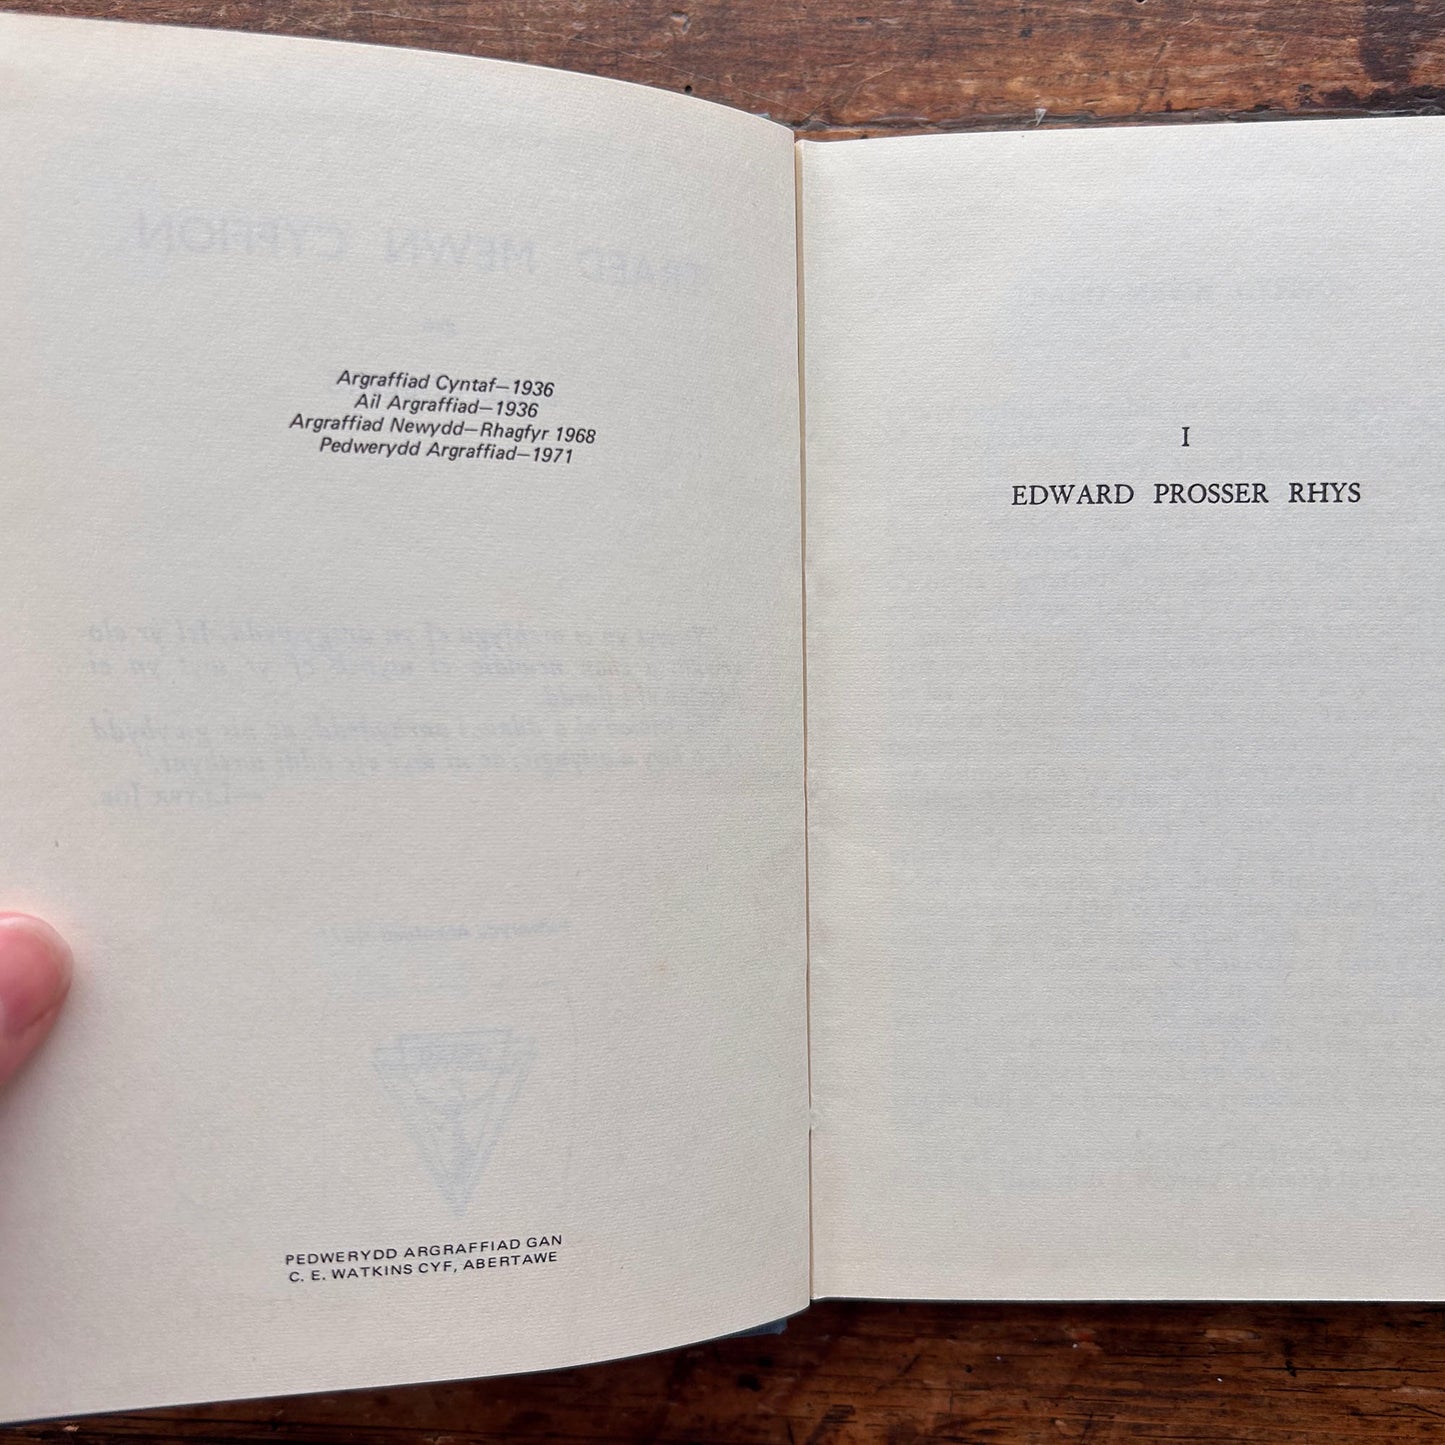 Argraffiad Cyntaf—1936
Ail Argraffiad—1936
Argraffiad Newydd—Rhagfyr 1968
Pedwerydd Argraffiad—1971
PEDWERYDD ARGRAFFIAD GAN
C. E. WATKINS CYF, ABERTAWE
I
EDWARD PROSSER RHYS